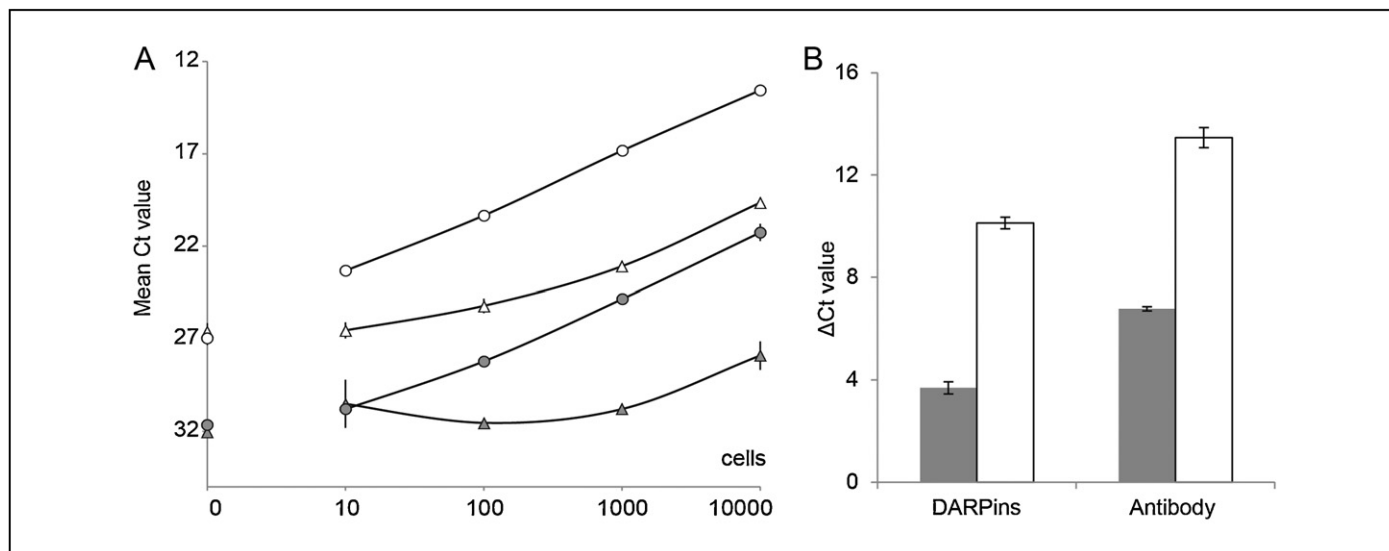 A
Mean Ct value
12
17
22
27
32
cells
0 10 100 1000 10000
B
ΔCt value
16
12
8
4
0
DARPins Antibody